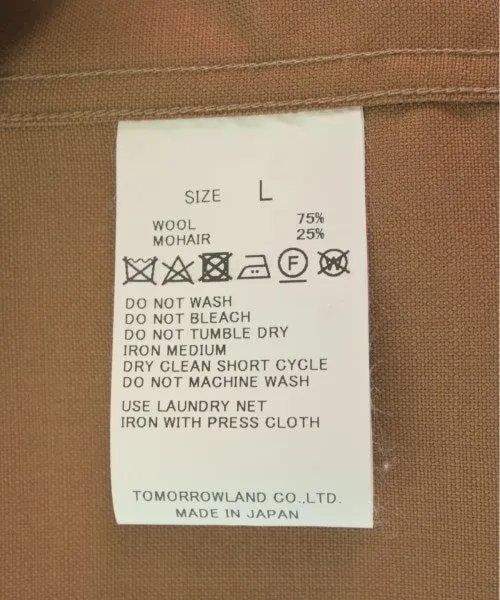 SIZE L
WOOL 75%
MOHAIR 25%
F W
DO NOT WASH
DO NOT BLEACH
DO NOT TUMBLE DRY
IRON MEDIUM
DRY CLEAN SHORT CYCLE
DO NOT MACHINE WASH
USE LAUNDRY NET
IRON WITH PRESS CLOTH
TOMORROWLAND CO.,LTD.
MADE IN JAPAN